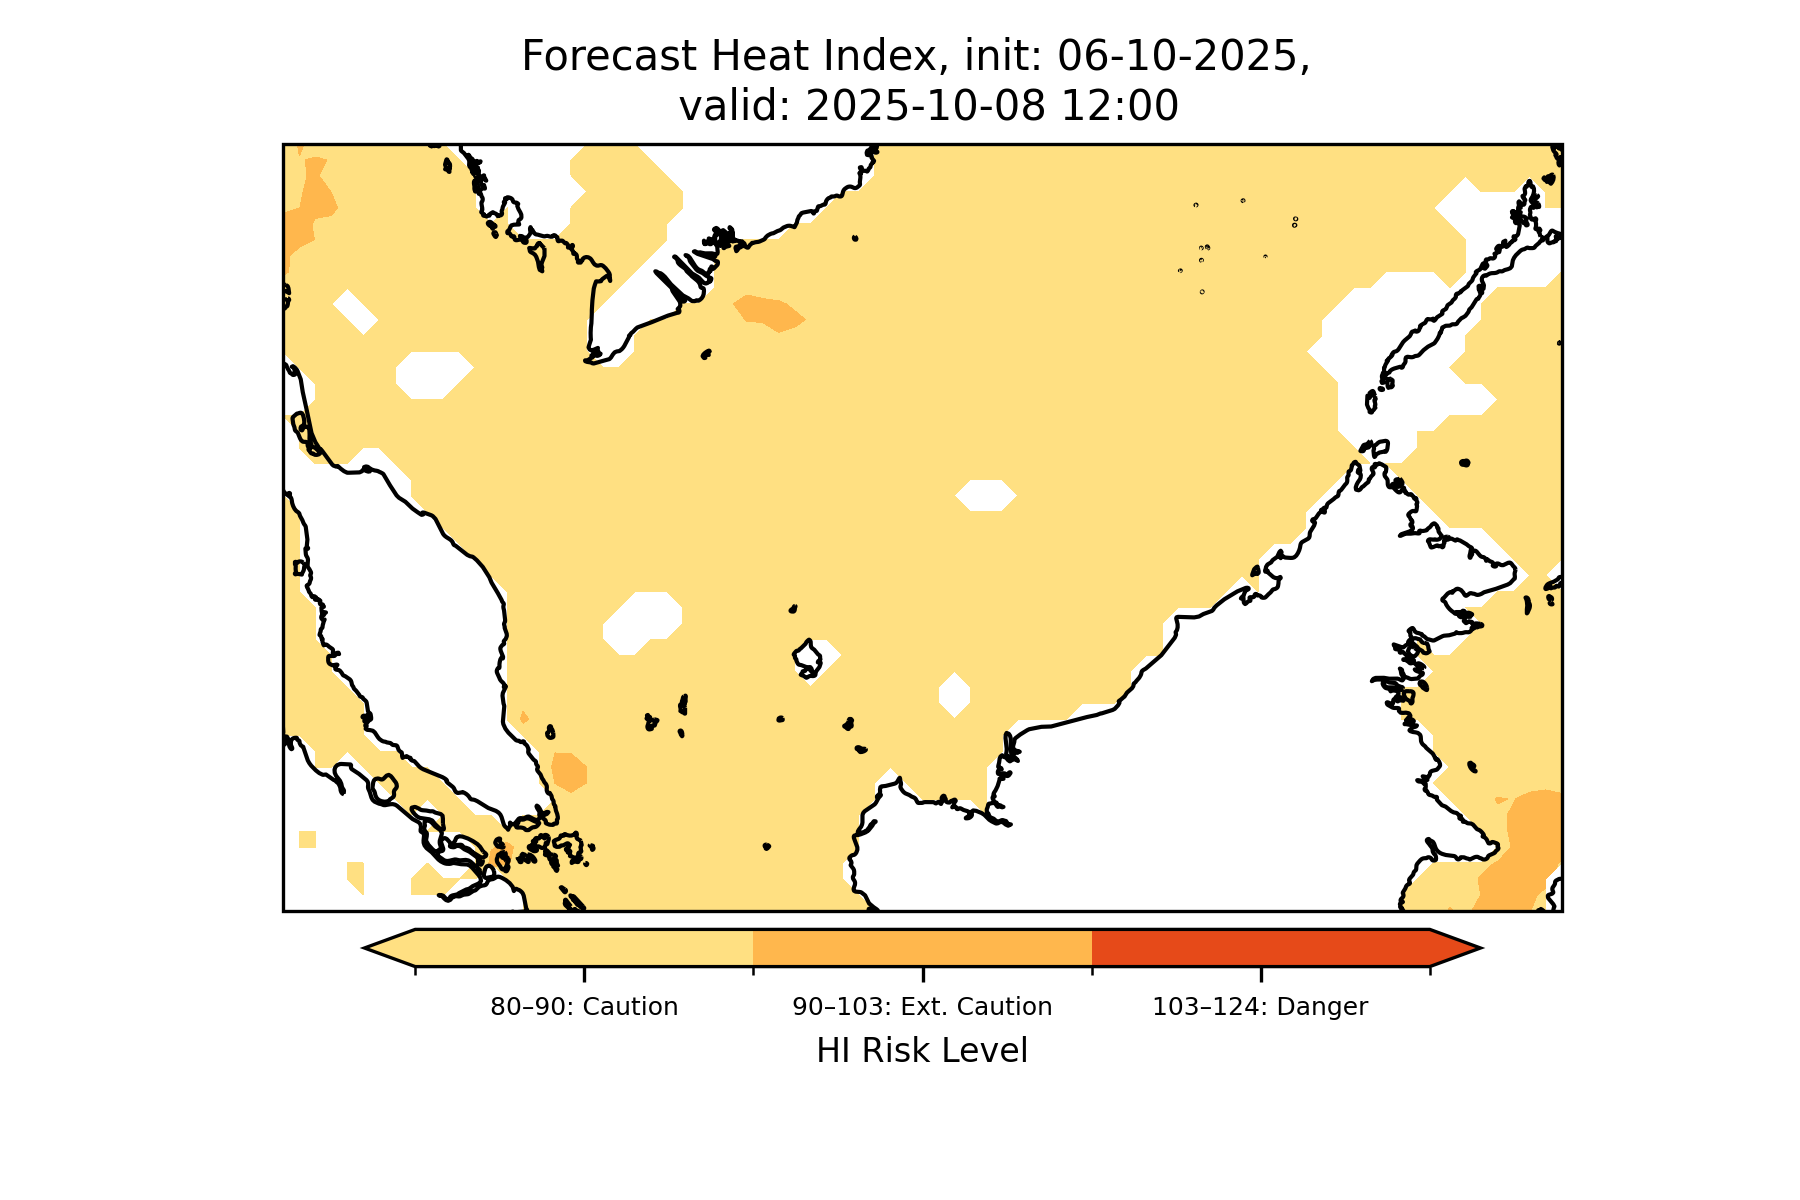 Forecast Heat Index, init: 06-10-2025,
valid: 2025-10-08 12:00
80–90: Caution
90–103: Ext. Caution
103–124: Danger
HI Risk Level